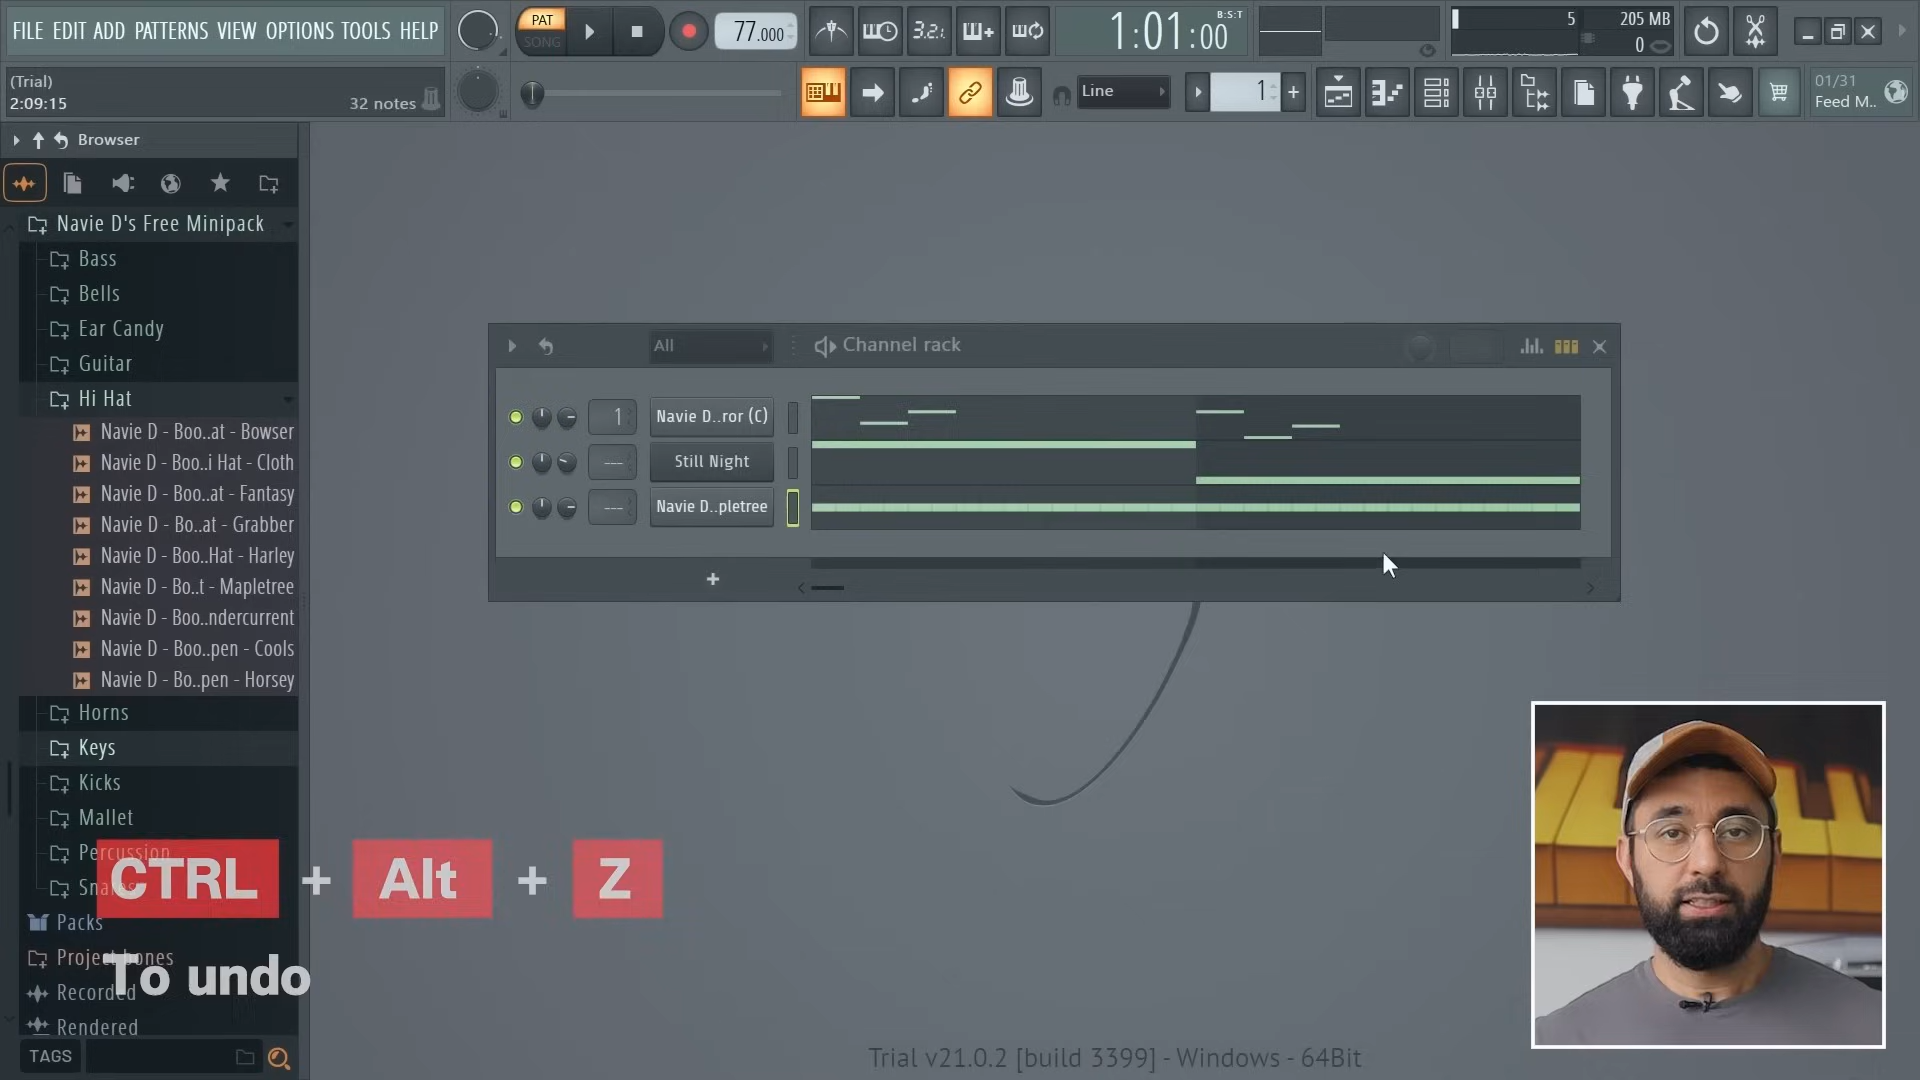 FILE EDIT ADD PATTERNS VIEW OPTIONS TOOLS HELP
PAT
SONG
77.000
3.2.
1:01:00
B:S:T
5
205 MB
0
(Trial)
2:09:15
32 notes
Line
1
01/31
Feed M..
Browser
Navie D's Free Minipack
Bass
Bells
Ear Candy
Guitar
Hi Hat
Navie D - Boo..at - Bowser
Navie D - Boo..i Hat - Cloth
Navie D - Boo..at - Fantasy
Navie D - Bo..at - Grabber
Navie D - Boo..Hat - Harley
Navie D - Bo..t - Mapletree
Navie D - Boo..ndercurrent
Navie D - Boo..pen - Cools
Navie D - Bo..pen - Horsey
Horns
Keys
Kicks
Mallet
Percussion
Packs
Recorded
Rendered
TAGS
All
Channel rack
1
Navie D..ror (C)
---
Still Night
---
Navie D..pletree
CTRL + Alt + Z
To undo
Trial v21.0.2 [build 3399] - Windows - 64Bit